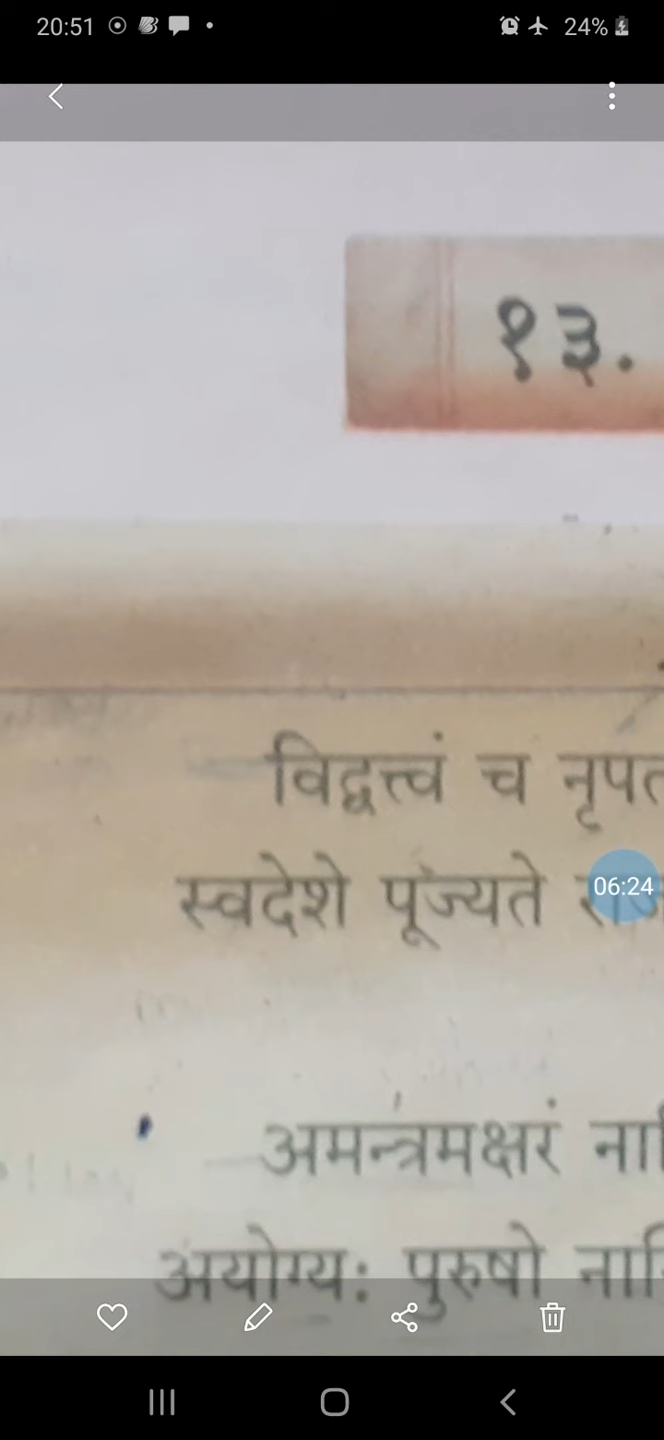 20:51 24%
१३.
विद्वत्त्वं च
स्वदेशे पूज्यते
06:24
अमन्त्रमक्षरं
अयोग्यः पुरुषो